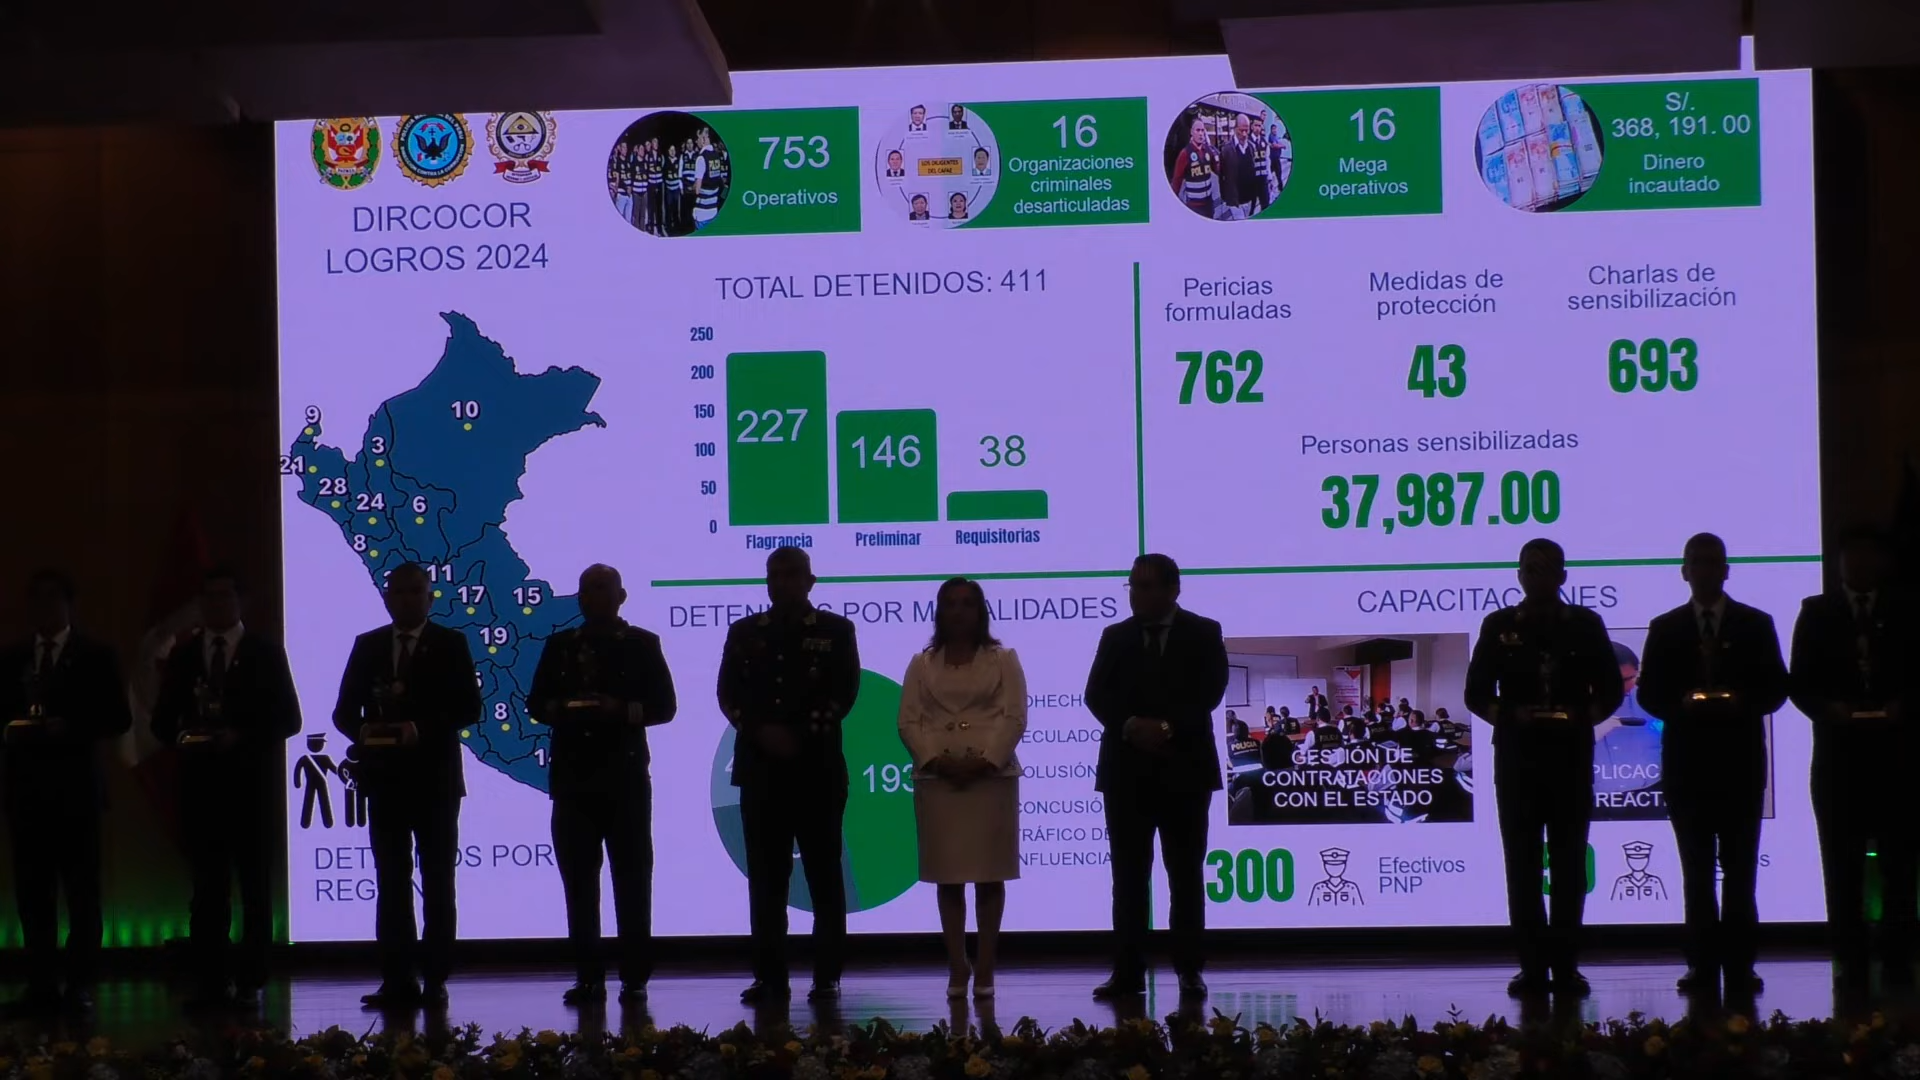 DIRCOCOR
LOGROS 2024
753
Operativos
16
Organizaciones
criminales
desarticuladas
16
Mega
operativos
S/.
368, 191. 00
Dinero
incautado
TOTAL DETENIDOS: 411
250
200
150
100
50
0
227
146
38
Flagrancia
Preliminar
Requisitorias
Pericias
formuladas
762
Medidas de
protección
43
Charlas de
sensibilización
693
Personas sensibilizadas
37,987.00
9
10
3
21
28
24
6
8
11
17
15
19
8
DETENIDOS POR
193
CAPACITACIONES
GESTIÓN DE
CONTRATACIONES
CON EL ESTADO
300
Efectivos
PNP